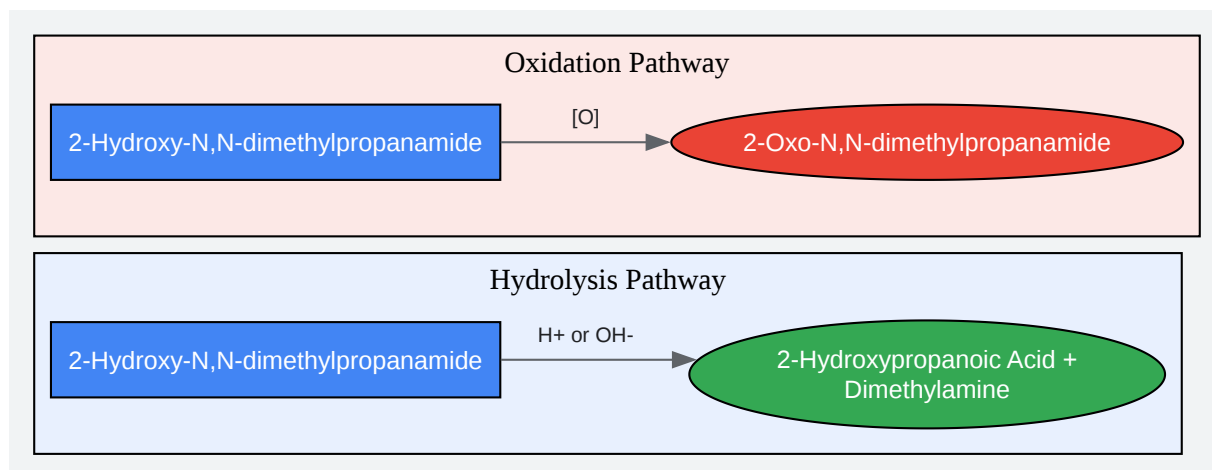 Oxidation Pathway
2-Hydroxy-N,N-dimethylpropanamide
[O]
2-Oxo-N,N-dimethylpropanamide
Hydrolysis Pathway
2-Hydroxy-N,N-dimethylpropanamide
H+ or OH-
2-Hydroxypropanoic Acid +
Dimethylamine